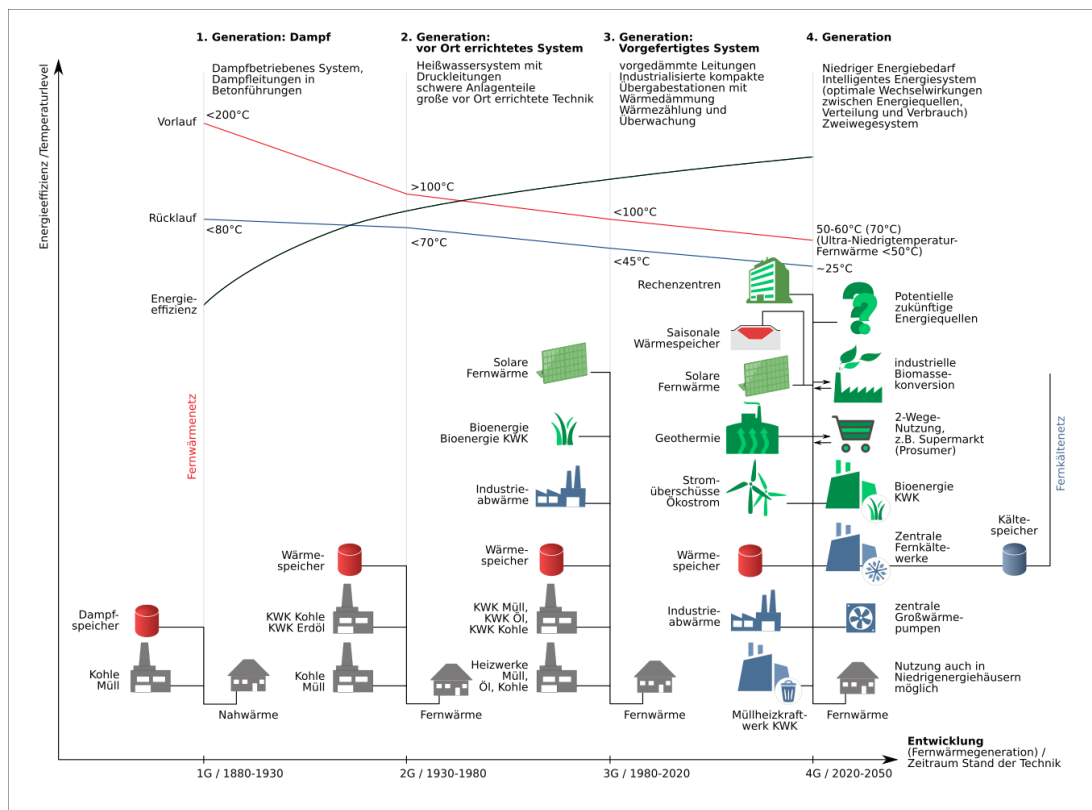 1. Generation: Dampf
Dampfbetriebenes System,
Dampfleitungen in
Betonführungen
2. Generation:
vor Ort errichtetes System
Heißwassersystem mit
Druckleitungen
schwere Anlagenteile
große vor Ort errichtete Technik
3. Generation:
Vorgefertigtes System
vorgedämmte Leitungen
Industrialisierte kompakte
Übergabestationen mit
Wärmedämmung
Wärmezählung und
Überwachung
4. Generation
Niedriger Energiebedarf
Intelligentes Energiesystem
(optimale Wechselwirkungen
zwischen Energiequellen,
Verteilung und Verbrauch)
Zweiwegesystem
Energieeffizienz /Temperaturlevel
Vorlauf
<200°C
>100°C
<100°C
50-60°C (70°C)
(Ultra-Niedrigtemperatur-
Fernwärme <50°C)
Rücklauf
<80°C
<70°C
<45°C
~25°C
Energie-
effizienz
Fernwärmenetz
Dampf-
speicher
Kohle
Müll
Nahwärme
Wärme-
speicher
KWK Kohle
KWK Erdöl
Kohle
Müll
Fernwärme
Solare
Fernwärme
Bioenergie
Bioenergie KWK
Industrie-
abwärme
Wärme-
speicher
KWK Müll,
KWK Öl,
KWK Kohle
Heizwerke
Müll,
Öl, Kohle
Fernwärme
Rechenzentren
Saisonale
Wärmespeicher
Solare
Fernwärme
Geothermie
Strom-
überschüsse
Ökostrom
Wärme-
speicher
Industrie-
abwärme
Müllheizkraft-
werk KWK
Potentielle
zukünftige
Energiequellen
industrielle
Biomasse-
konversion
2-Wege-
Nutzung,
z.B. Supermarkt
(Prosumer)
Bioenergie
KWK
Zentrale
Fernkälte-
werke
Kälte-
speicher
zentrale
Großwärme-
pumpen
Nutzung auch in
Niedrigenergiehäusern
möglich
Fernwärme
Fernkältenetz
1G / 1880-1930
2G / 1930-1980
3G / 1980-2020
4G / 2020-2050
Entwicklung
(Fernwärmegeneration) /
Zeitraum Stand der Technik